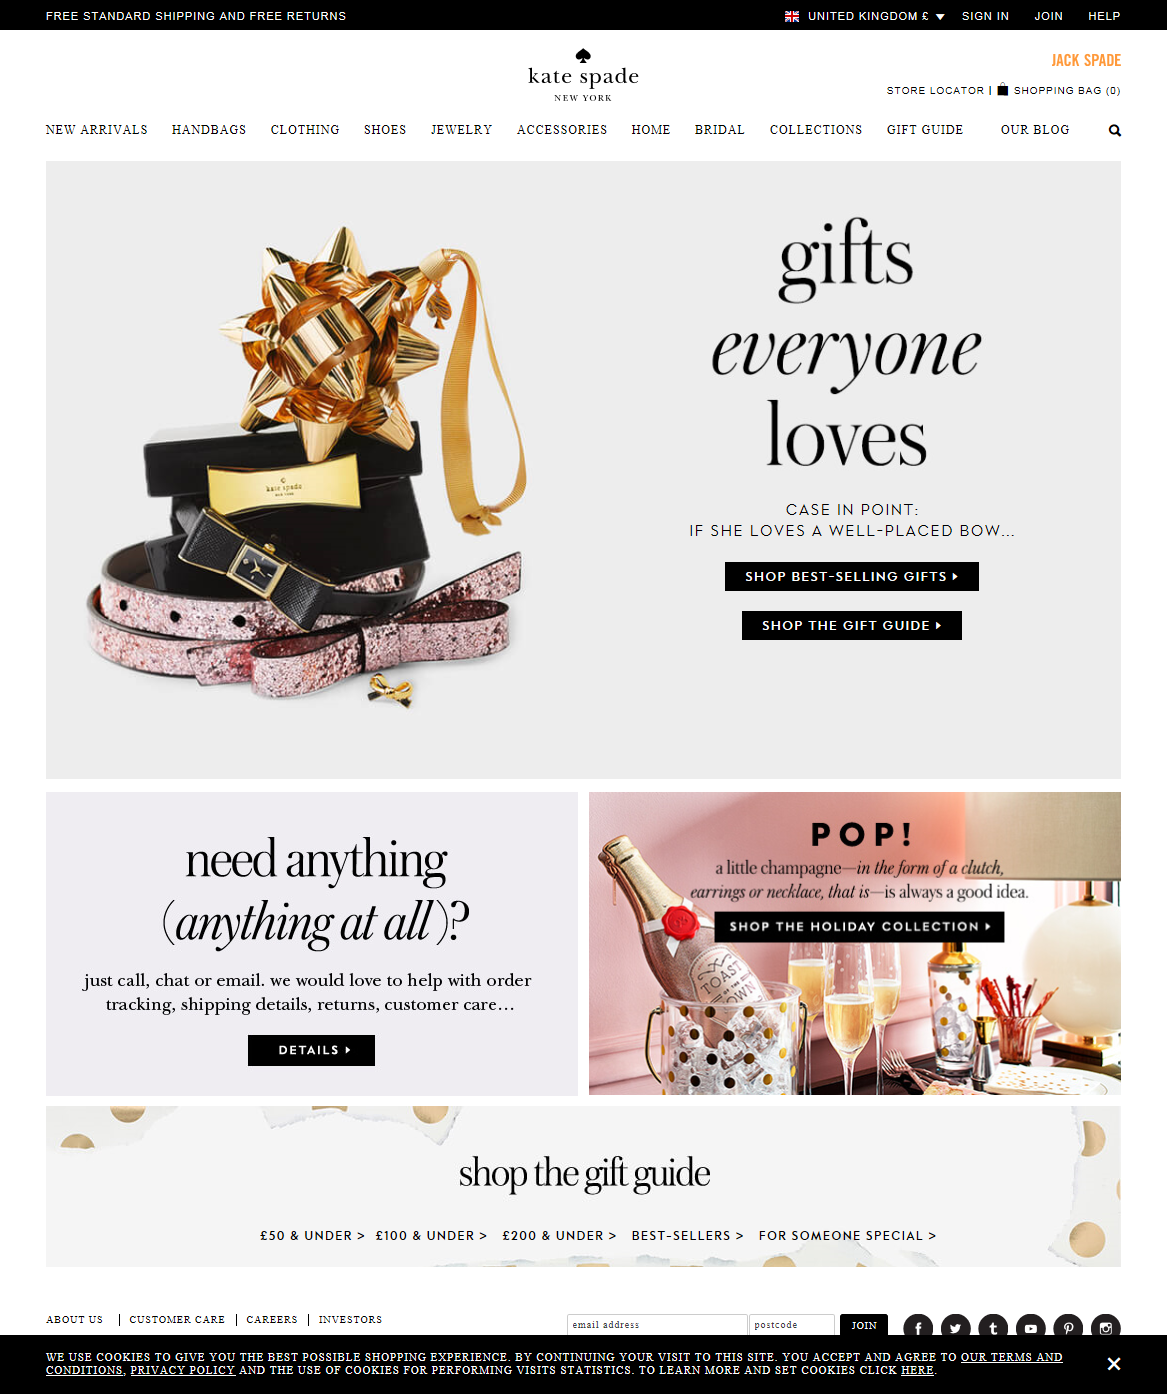 FREE STANDARD SHIPPING AND FREE RETURNS
UNITED KINGDOM £ SIGN IN JOIN HELP
kate spade
NEW YORK
JACK SPADE
STORE LOCATOR | SHOPPING BAG (0)
NEW ARRIVALS HANDBAGS CLOTHING SHOES JEWELRY ACCESSORIES HOME BRIDAL COLLECTIONS GIFT GUIDE OUR BLOG
gifts
everyone
loves
kate spade
NEW YORK
CASE IN POINT:
IF SHE LOVES A WELL-PLACED BOW...
SHOP BEST-SELLING GIFTS
SHOP THE GIFT GUIDE
need anything
(anything at all)?
just call, chat or email. we would love to help with order
tracking, shipping details, returns, customer care...
DETAILS
POP!
a little champagne—in the form of a clutch,
earrings or necklace, that is—is always a good idea.
SHOP THE HOLIDAY COLLECTION
TOAST
OF THE
TOWN
shop the gift guide
£50 & UNDER > £100 & UNDER > £200 & UNDER > BEST-SELLERS > FOR SOMEONE SPECIAL >
ABOUT US | CUSTOMER CARE | CAREERS | INVESTORS
email address postcode JOIN
WE USE COOKIES TO GIVE YOU THE BEST POSSIBLE SHOPPING EXPERIENCE. BY CONTINUING YOUR VISIT TO THIS SITE. YOU ACCEPT AND AGREE TO OUR TERMS AND
CONDITIONS, PRIVACY POLICY AND THE USE OF COOKIES FOR PERFORMING VISITS STATISTICS. TO LEARN MORE AND SET COOKIES CLICK HERE.